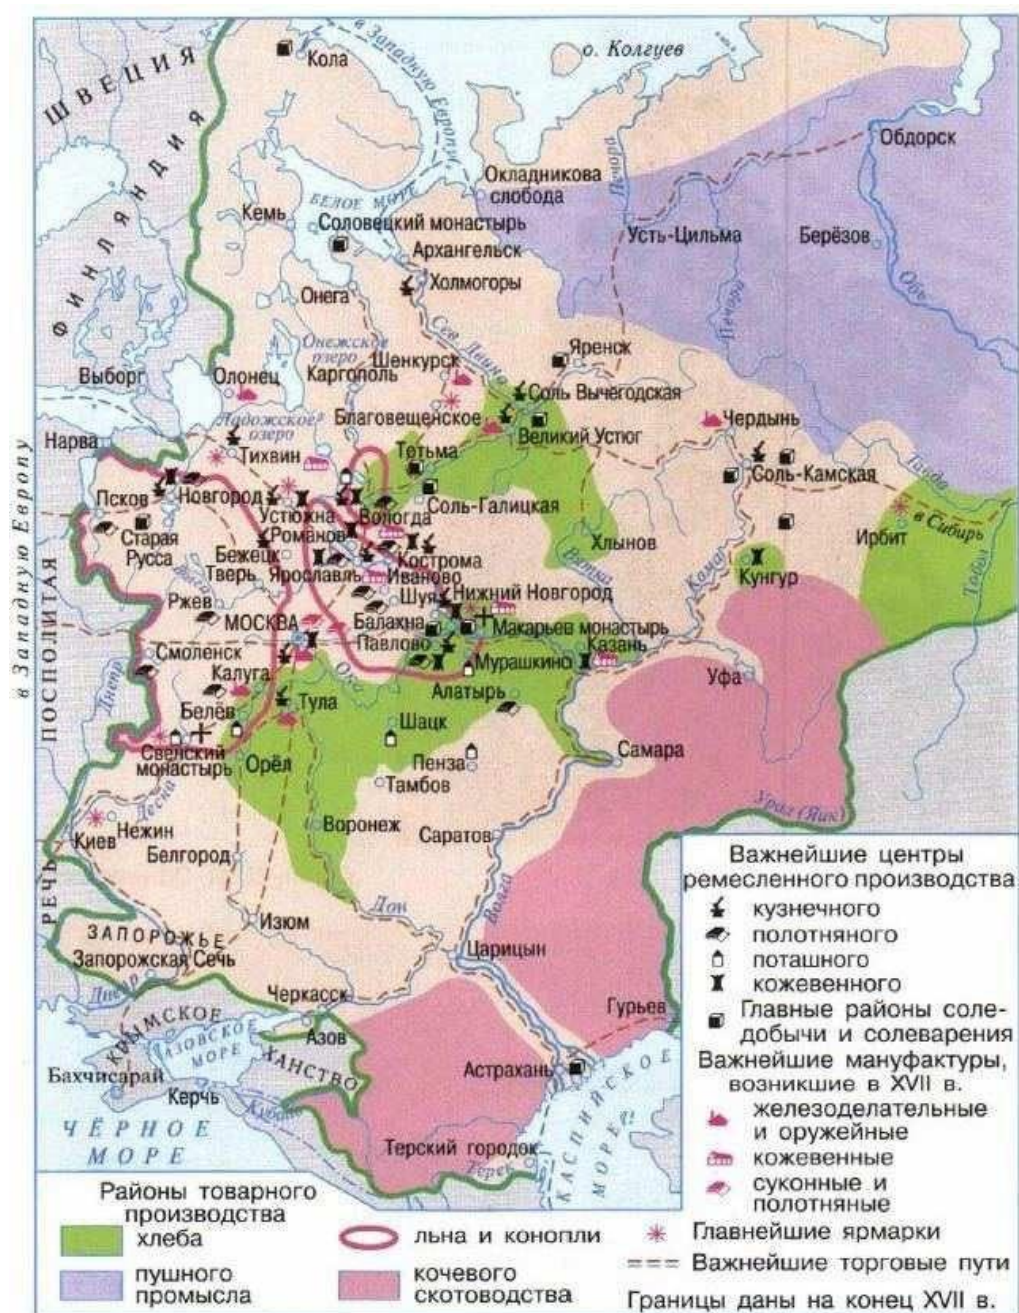 о. Колгуев
ШВЕЦИЯ
Кола
в Западную Европу
ФИНЛЯНДИЯ
Обдорск
Печора
Окладникова
слобода
БЕЛОЕ МОРЕ
Кемь
Соловецкий монастырь
Усть-Цильма
Берёзов
Архангельск
Холмогоры
Онега
Обь
Печора
Сев. Двина
Онежское
озеро
Шенкурск
Яренск
Выборг
Олонец
Каргополь
Соль Вычегодская
Ладожское
озеро
Благовещенское
Чердынь
Великий Устюг
Нарва
Тихвин
Тотьма
Соль-Камская
Тавда
Псков
Новгород
Соль-Галицкая
Устюжна
Вологда
в Сибирь
Ирбит
Старая
Русса
Романов
Хлынов
Бежецк
Кострома
Вятка
Кама
Тобол
Тверь
Ярославль
Иваново
Кунгур
Шуя
Нижний Новгород
Ржев
МОСКВА
Балахна
Макарьев монастырь
Павлово
Казань
Смоленск
Мурашкино
Уфа
Днепр
Калуга
Ока
Алатырь
Белёв
Тула
Шацк
Свенский
монастырь
Орёл
Пенза
Самара
Тамбов
Десна
Урал (Яик)
Киев
Нежин
Воронеж
Саратов
Белгород
Волга
РЕЧЬ ПОСПОЛИТАЯ
в Западную Европу
Дон
Изюм
ЗАПОРОЖЬЕ
Запорожская Сечь
Царицын
Днепр
Черкасск
Гурьев
КРЫМСКОЕ
ХАНСТВО
АЗОВСКОЕ
МОРЕ
Азов
Бахчисарай
Астрахань
Керчь
Кубань
ЧЁРНОЕ
МОРЕ
Терский городок
Терек
КАСПИЙСКОЕ
МОРЕ
Важнейшие центры
ремесленного производства
кузнечного
полотняного
поташного
кожевенного
Главные районы соле-
добычи и солеварения
Важнейшие мануфактуры,
возникшие в XVII в.
железоделательные
и оружейные
кожевенные
суконные и
полотняные
Главнейшие ярмарки
Важнейшие торговые пути
Границы даны на конец XVII в.
Районы товарного
производства
хлеба
льна и конопли
пушного
промысла
кочевого
скотоводства